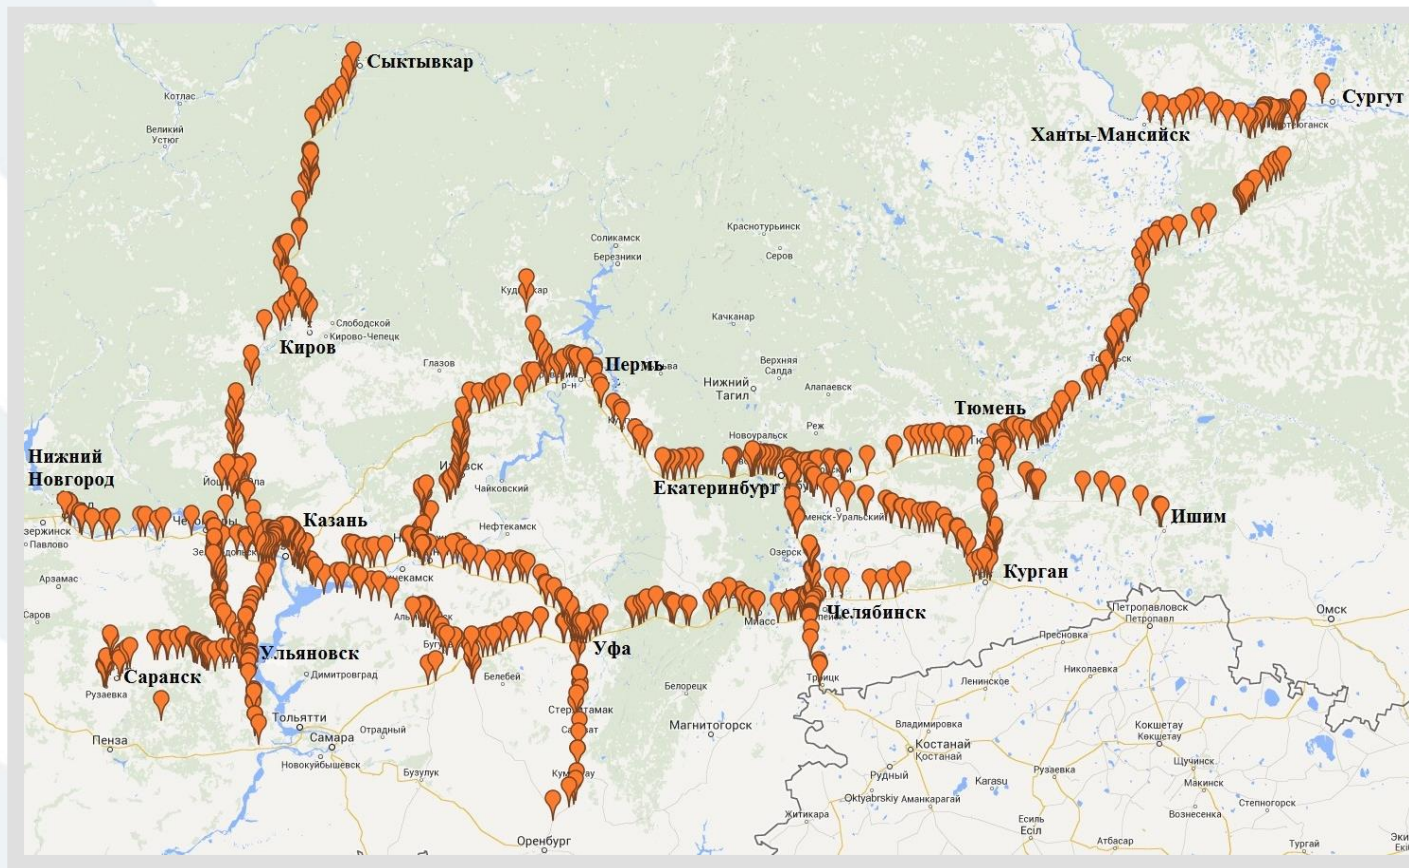 Сыктывкар
Котлас
Великий
Устюг
Сургут
Ханты-Мансийск
Краснотурьинск
Соликамск
Березники
Серов
Качканар
Слободской
Кирово-Чепецк
Киров
Глазов
Пермь
р-н
Верхняя
Салда
Нижний
Тагил
Алапаевск
Тюмень
Реж
Новоуральск
Нижний
Новгород
Чайковский
Екатеринбург
Казань
Нефтекамск
Ишим
Павлово
Озерск
Арзамас
Курган
Челябинск
Миасс
Петропавловск
Петропавл
Омск
Саров
Пресновка
Ульяновск
Уфа
Саранск
Рузаевка
Димитровград
Белебей
Белорецк
Троицк
Николаевка
Ленинское
Тольятти
Магнитогорск
Владимировка
Пенза
Самара
Отрадный
Костанай
Қостанай
Кокшетау
Көкшетау
Новокуйбышевск
Бузулук
Рудный
Karasu
Рузаевка
Щучинск
Макинск
Oktyabrskiy
Аманкарагай
Степногорск
Житикара
Вознесенка
Есиль
Есіл
Оренбург
Атбасар
Тургай